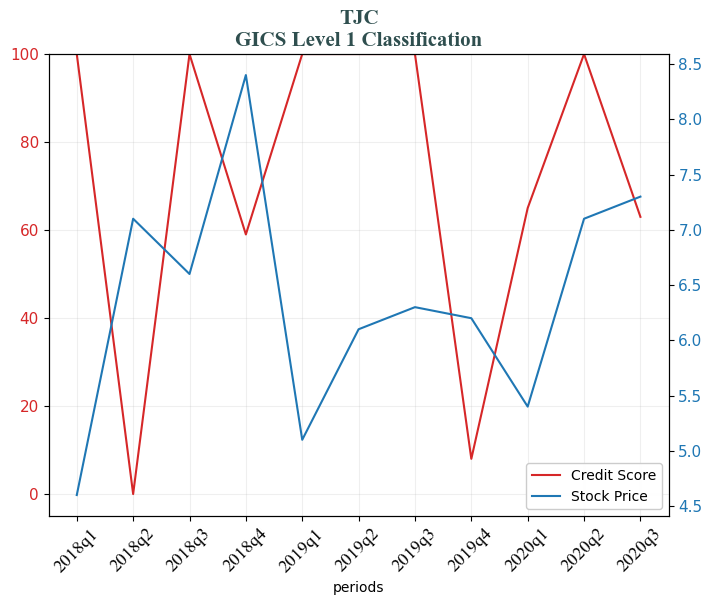 TJC
GICS Level 1 Classification
100
80
60
40
20
0
8.5
8.0
7.5
7.0
6.5
6.0
5.5
5.0
4.5
Credit Score
Stock Price
2018q1
2018q2
2018q3
2018q4
2019q1
2019q2
2019q3
2019q4
2020q1
2020q2
2020q3
periods